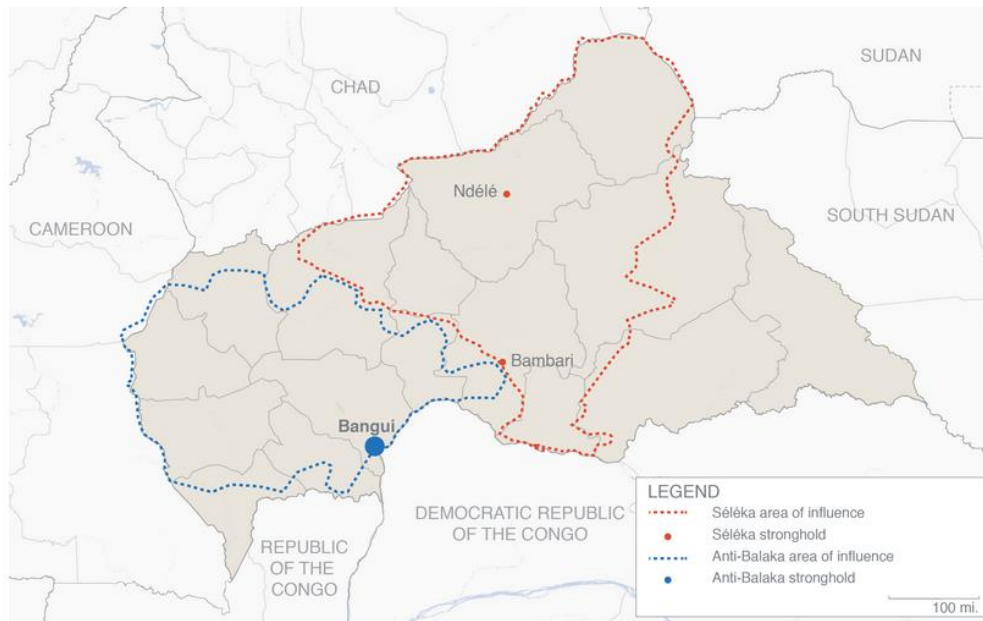 SUDAN
CHAD
Ndélé
SOUTH SUDAN
CAMEROON
Bambari
Bangui
DEMOCRATIC REPUBLIC
OF THE CONGO
REPUBLIC
OF THE
CONGO
LEGEND
Séléka area of influence
Séléka stronghold
Anti-Balaka area of influence
Anti-Balaka stronghold
100 mi.